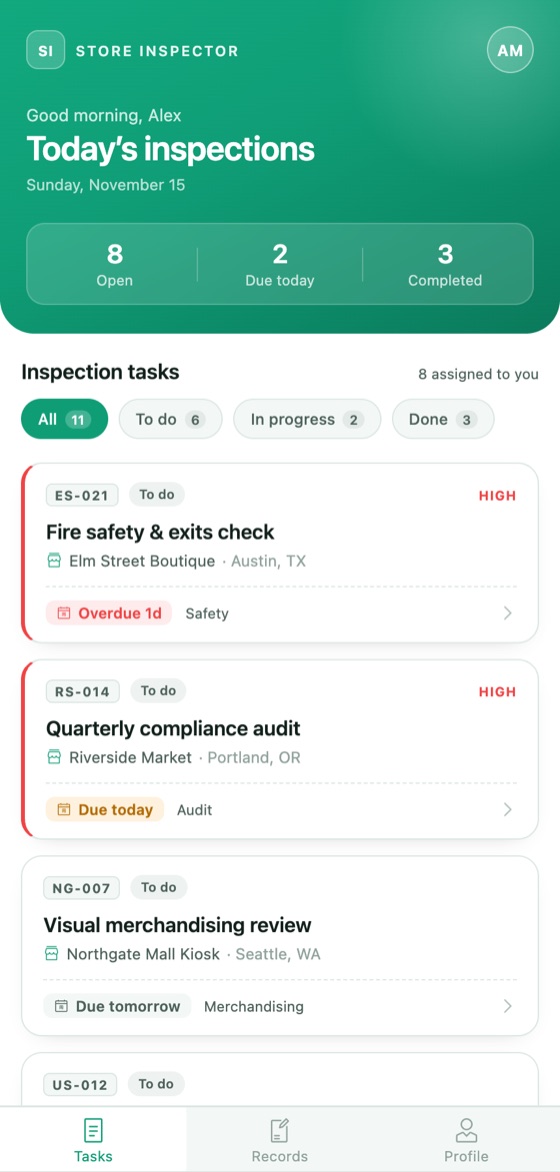 SI STORE INSPECTOR AM
Good morning, Alex
Today's inspections
Sunday, November 15
8 2 3
Open Due today Completed
Inspection tasks 8 assigned to you
All 11 To do 6 In progress 2 Done 3
ES-021 To do HIGH
Fire safety & exits check
Elm Street Boutique · Austin, TX
Overdue 1d Safety
RS-014 To do HIGH
Quarterly compliance audit
Riverside Market · Portland, OR
Due today Audit
NG-007 To do
Visual merchandising review
Northgate Mall Kiosk · Seattle, WA
Due tomorrow Merchandising
US-012 To do
Tasks Records Profile